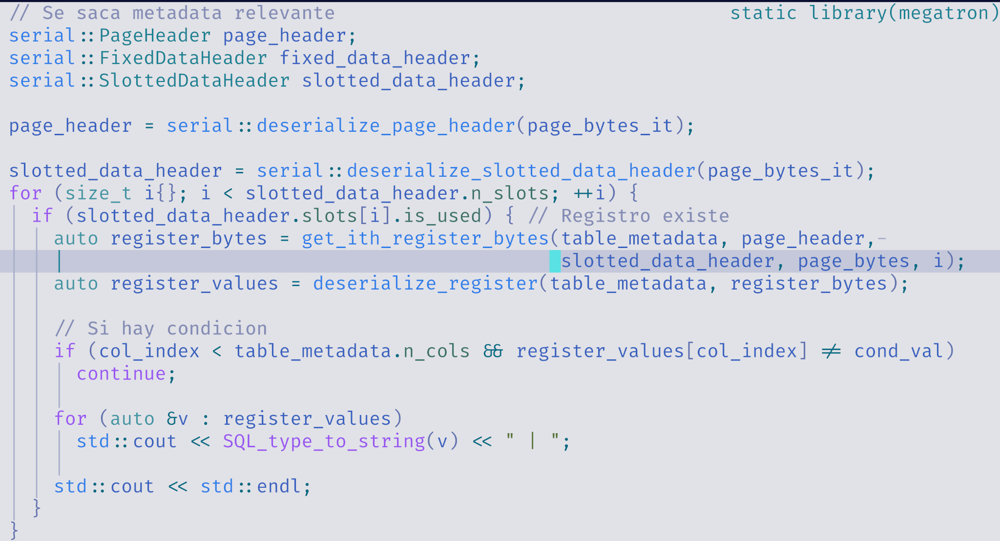 // Se saca metadata relevante static library(megatron)
serial::PageHeader page_header;
serial::FixedDataHeader fixed_data_header;
serial::SlottedDataHeader slotted_data_header;
page_header = serial::deserialize_page_header(page_bytes_it);
slotted_data_header = serial::deserialize_slotted_data_header(page_bytes_it);
for (size_t i{}; i < slotted_data_header.n_slots; ++i) {
if (slotted_data_header.slots[i].is_used) { // Registro existe
auto register_bytes = get_ith_register_bytes(table_metadata, page_header,-
slotted_data_header, page_bytes, i);
auto register_values = deserialize_register(table_metadata, register_bytes);
// Si hay condicion
if (col_index < table_metadata.n_cols && register_values[col_index] != cond_val)
continue;
for (auto &v : register_values)
std::cout << SQL_type_to_string(v) << " | ";
std::cout << std::endl;
}
}